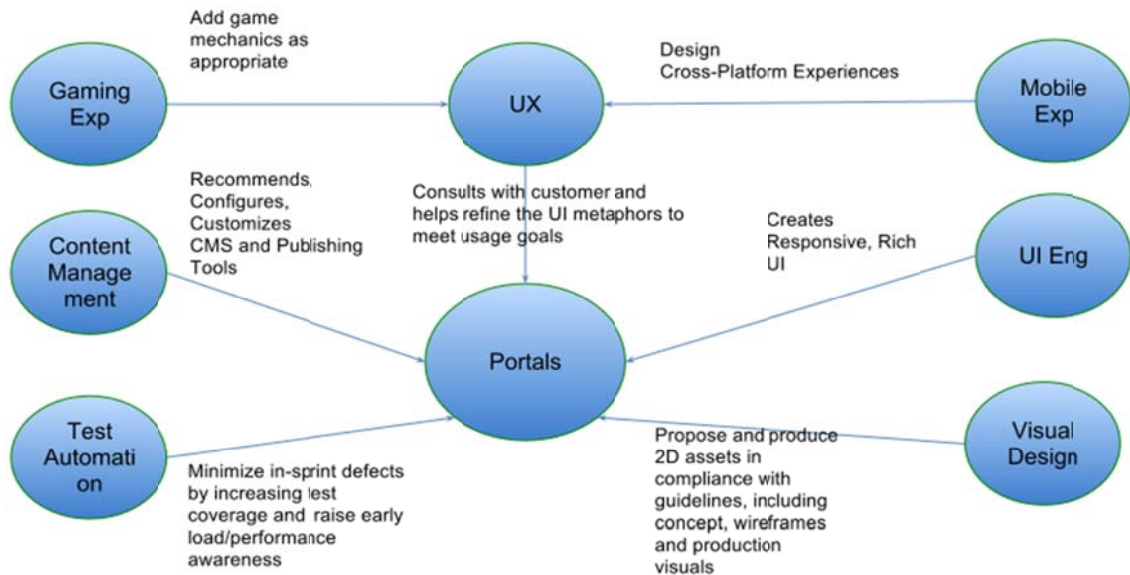 Add game
mechanics as
appropriate
Design
Cross-Platform Experiences
Gaming
Exp
UX
Mobile
Exp
Recommends,
Configures,
Customizes
CMS and Publishing
Tools
Consults with customer and
helps refine the UI metaphors to
meet usage goals
Creates
Responsive, Rich
UI
Content
Manage
ment
UI Eng
Portals
Test
Automati
on
Minimize in-sprint defects
by increasing test
coverage and raise early
load/performance
awareness
Propose and produce
2D assets in
compliance with
guidelines, including
concept, wireframes
and production
visuals
Visual
Design